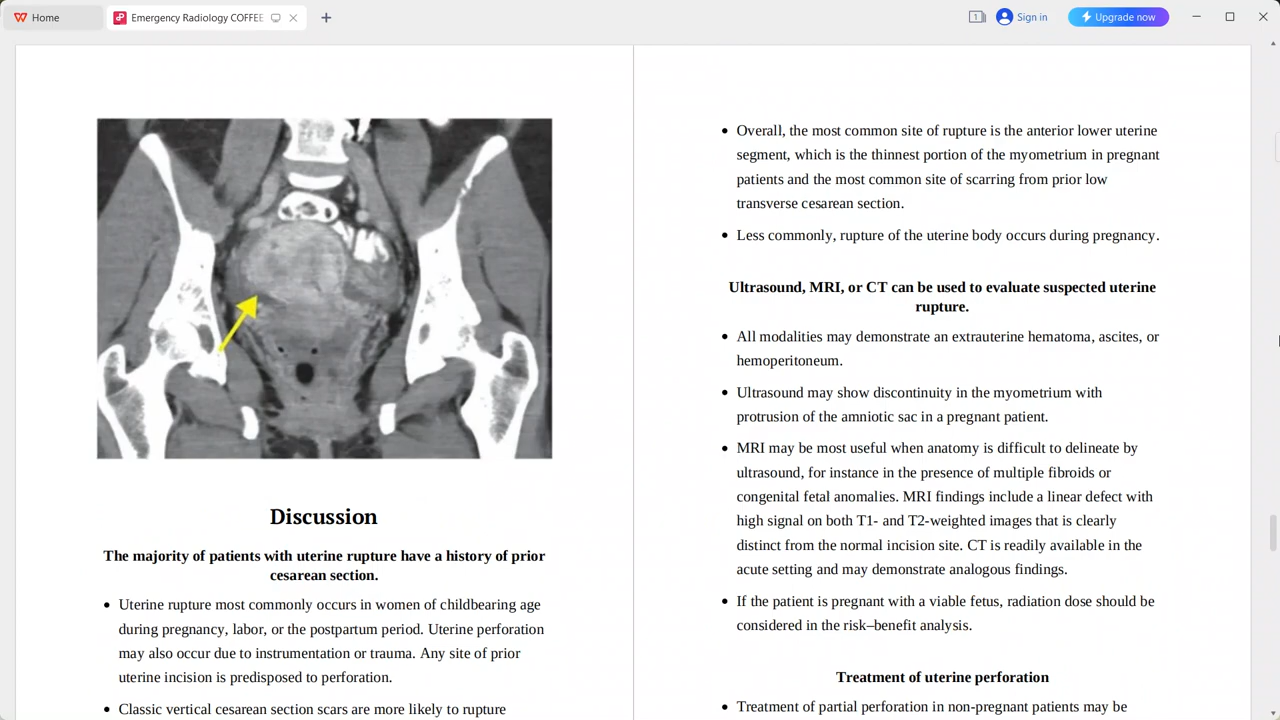 Home
Emergency Radiology COFFEE
1
Sign in
Upgrade now
Discussion
The majority of patients with uterine rupture have a history of prior
cesarean section.
• Uterine rupture most commonly occurs in women of childbearing age
during pregnancy, labor, or the postpartum period. Uterine perforation
may also occur due to instrumentation or trauma. Any site of prior
uterine incision is predisposed to perforation.
• Classic vertical cesarean section scars are more likely to rupture
• Overall, the most common site of rupture is the anterior lower uterine
segment, which is the thinnest portion of the myometrium in pregnant
patients and the most common site of scarring from prior low
transverse cesarean section.
• Less commonly, rupture of the uterine body occurs during pregnancy.
Ultrasound, MRI, or CT can be used to evaluate suspected uterine
rupture.
• All modalities may demonstrate an extrauterine hematoma, ascites, or
hemoperitoneum.
• Ultrasound may show discontinuity in the myometrium with
protrusion of the amniotic sac in a pregnant patient.
• MRI may be most useful when anatomy is difficult to delineate by
ultrasound, for instance in the presence of multiple fibroids or
congenital fetal anomalies. MRI findings include a linear defect with
high signal on both T1- and T2-weighted images that is clearly
distinct from the normal incision site. CT is readily available in the
acute setting and may demonstrate analogous findings.
• If the patient is pregnant with a viable fetus, radiation dose should be
considered in the risk–benefit analysis.
Treatment of uterine perforation
• Treatment of partial perforation in non-pregnant patients may be